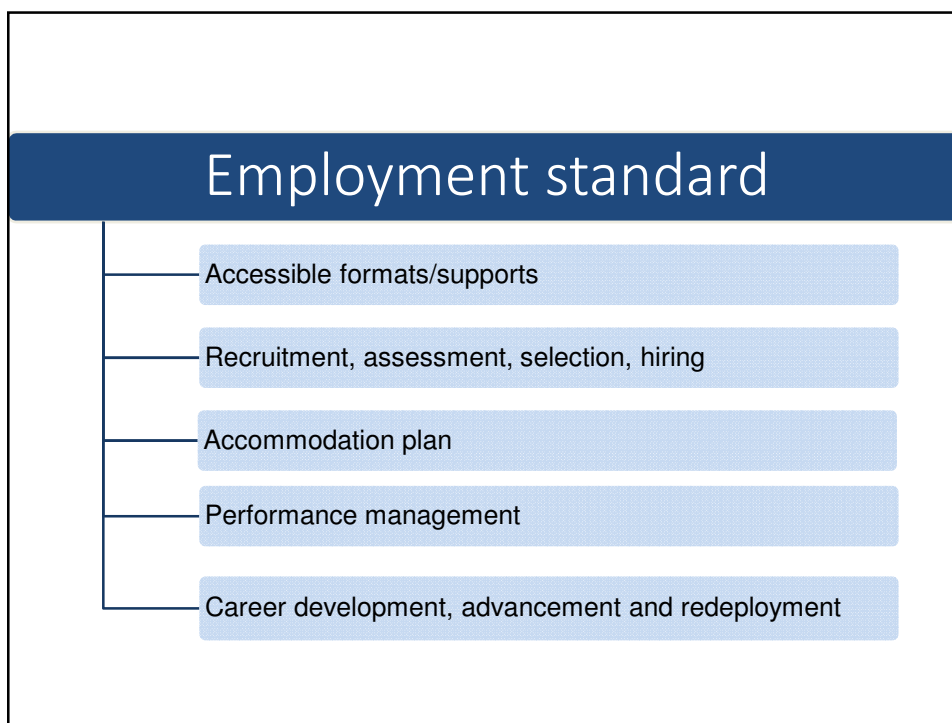 Employment standard
Accessible formats/supports
Recruitment, assessment, selection, hiring
Accommodation plan
Performance management
Career development, advancement and redeployment